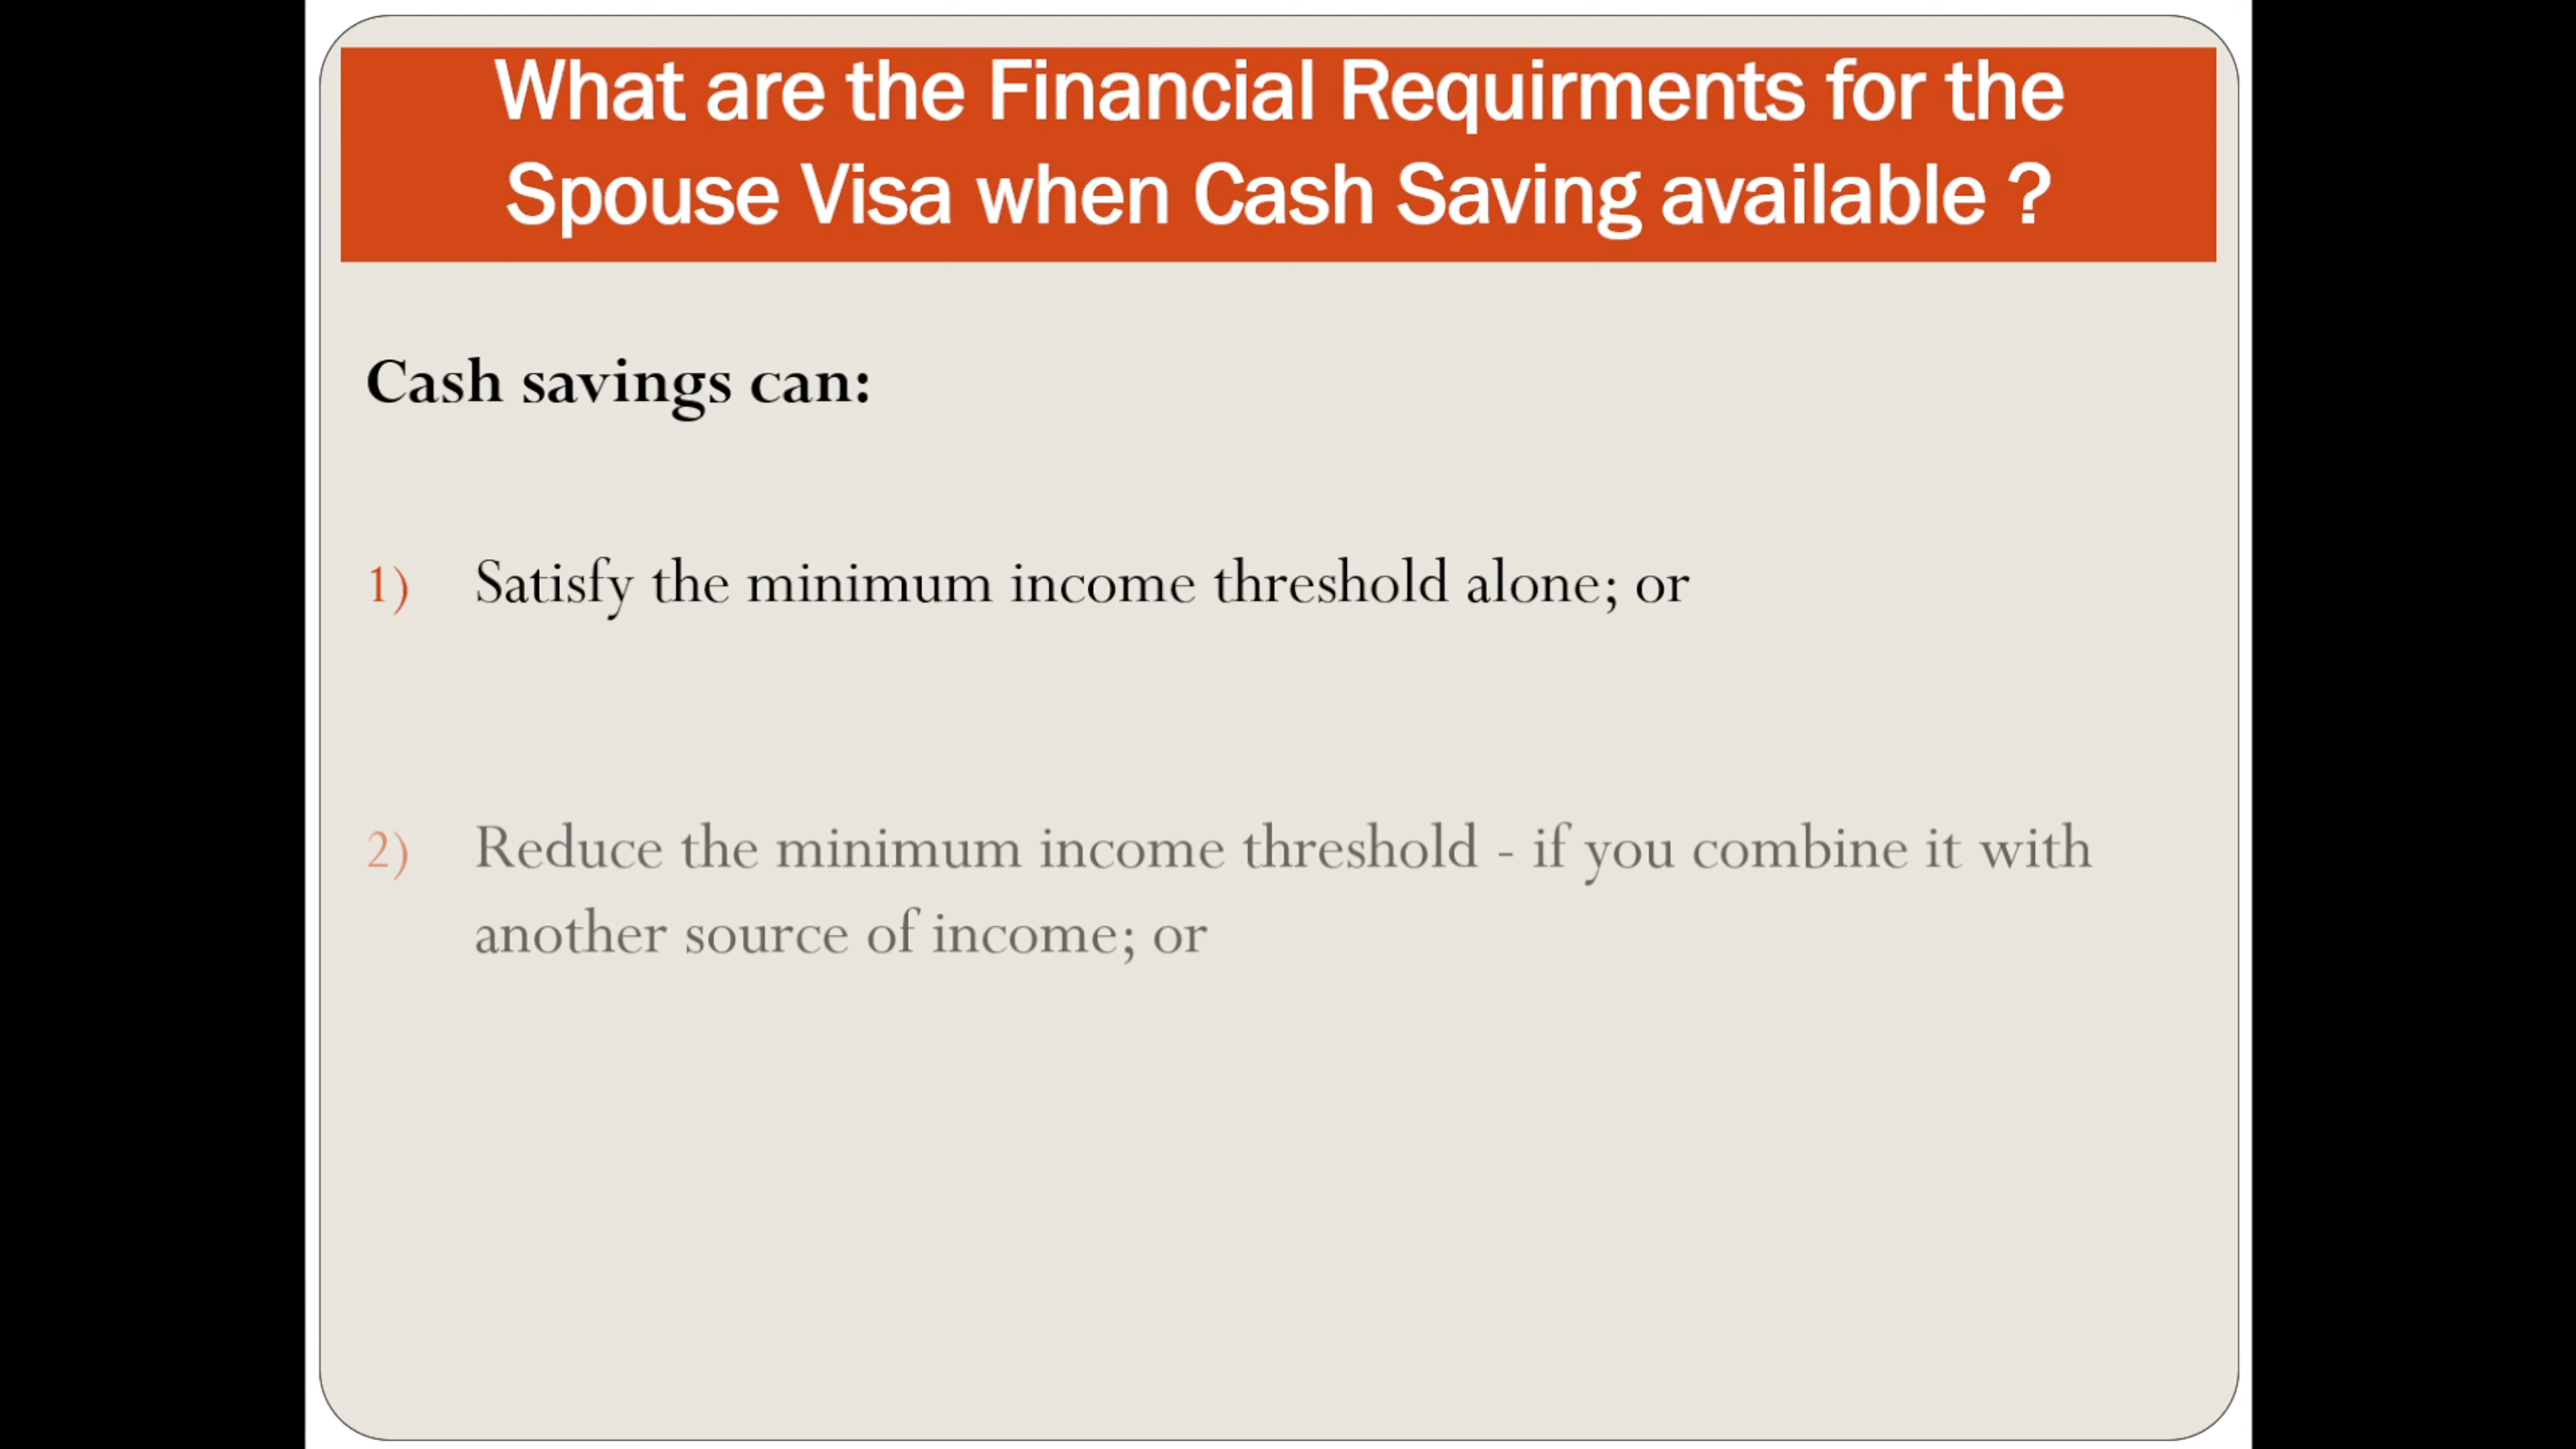 What are the Financial Requirments for the
Spouse Visa when Cash Saving available ?
Cash savings can:
1) Satisfy the minimum income threshold alone; or
2) Reduce the minimum income threshold - if you combine it with
another source of income; or